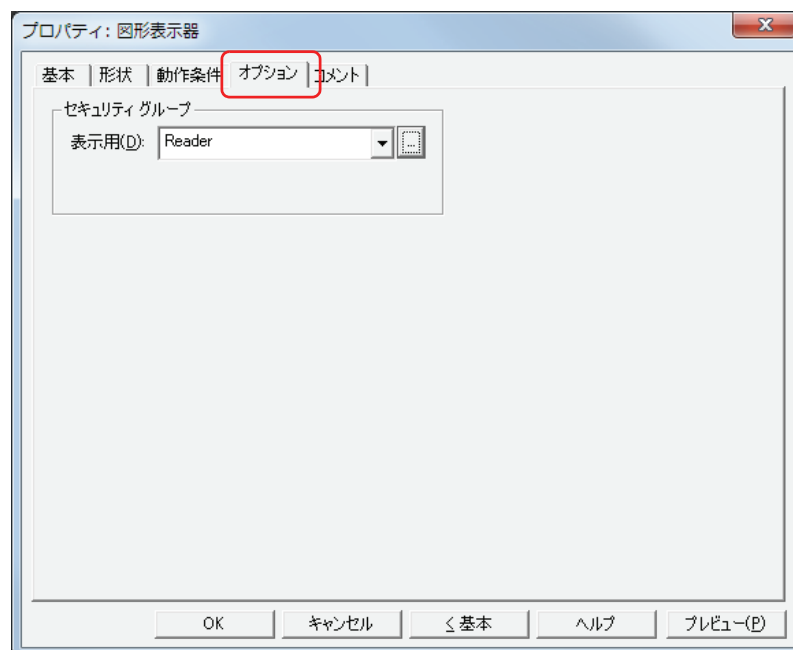 プロパティ: 図形表示器
基本 形状 動作条件 オプション コメント
セキュリティ グループ
表示用(D): Reader ...
OK キャンセル < 基本 ヘルプ プレビュー(P)